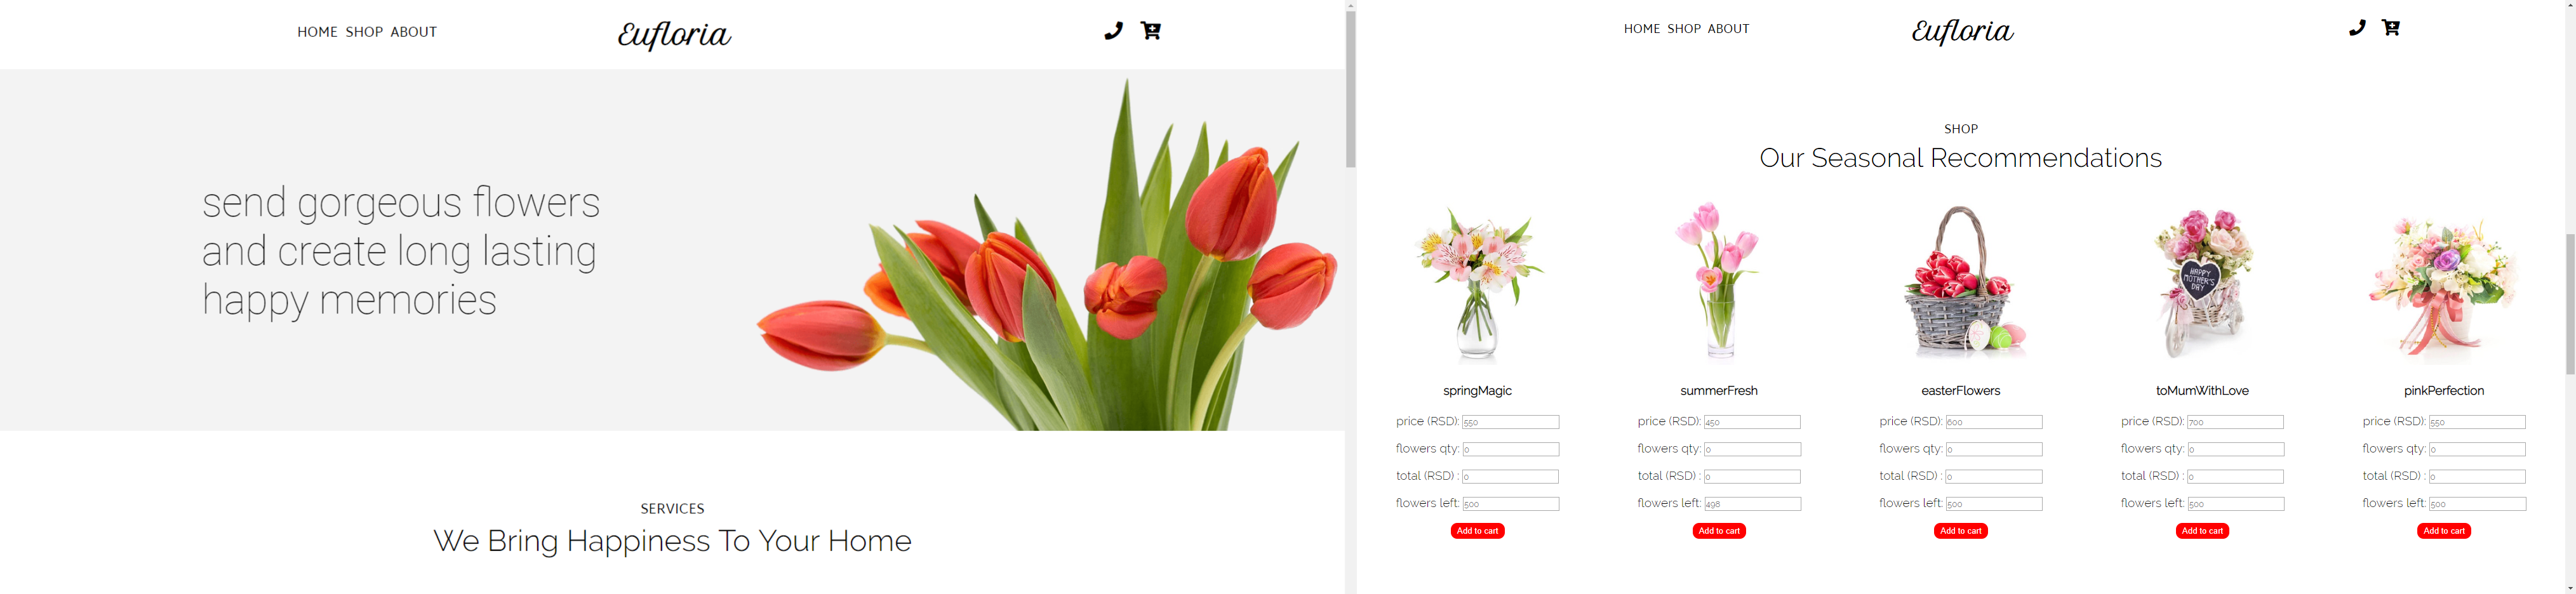 HOME SHOP ABOUT
Eufloria
send gorgeous flowers
and create long lasting
happy memories
SERVICES
We Bring Happiness To Your Home
HOME SHOP ABOUT
Eufloria
SHOP
Our Seasonal Recommendations
HAPPY
MOTHER'S
DAY
springMagic
price (RSD): 550
flowers qty: 0
total (RSD) : 0
flowers left: 500
Add to cart
summerFresh
price (RSD): 450
flowers qty: 0
total (RSD) : 0
flowers left: 498
Add to cart
easterFlowers
price (RSD): 600
flowers qty: 0
total (RSD) : 0
flowers left: 500
Add to cart
toMumWithLove
price (RSD): 700
flowers qty: 0
total (RSD) : 0
flowers left: 500
Add to cart
pinkPerfection
price (RSD): 550
flowers qty: 0
total (RSD) : 0
flowers left: 500
Add to cart